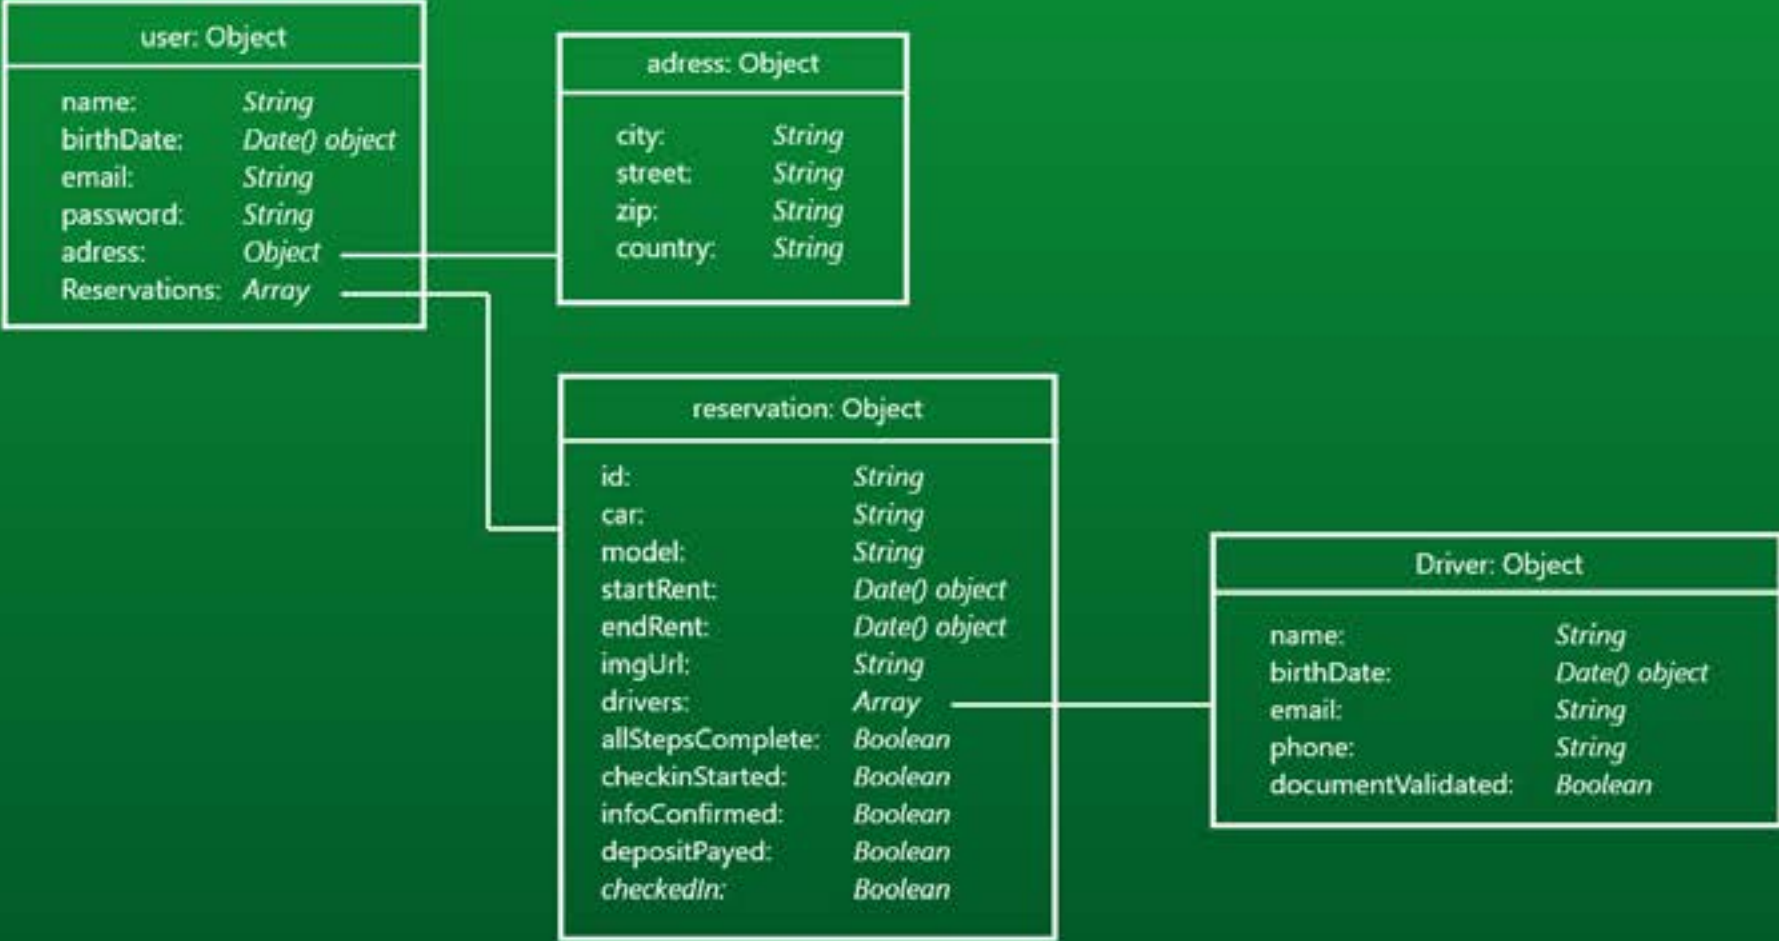 user: Object
name: String
birthDate: Date() object
email: String
password: String
adress: Object
Reservations: Array
adress: Object
city: String
street: String
zip: String
country: String
reservation: Object
id: String
car: String
model: String
startRent: Date() object
endRent: Date() object
imgUrl: String
drivers: Array
allStepsComplete: Boolean
checkinStarted: Boolean
infoConfirmed: Boolean
depositPayed: Boolean
checkedIn: Boolean
Driver: Object
name: String
birthDate: Date() object
email: String
phone: String
documentValidated: Boolean